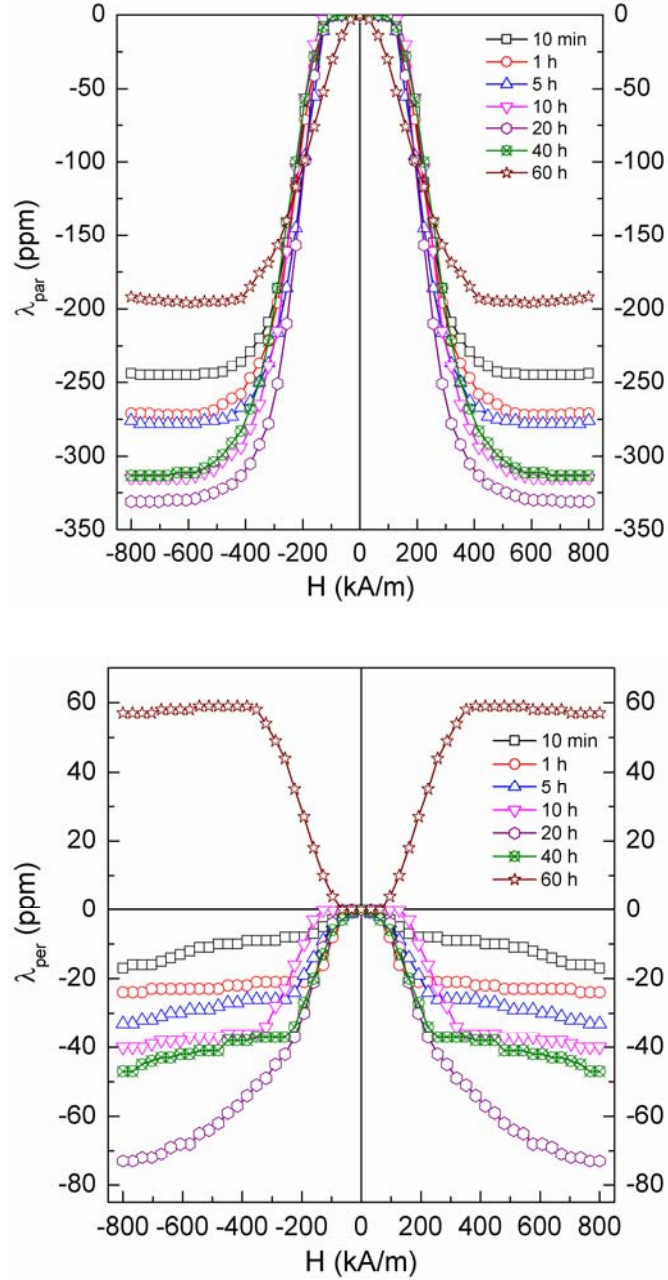 0
-50
-100
-150
-200
-250
-300
-350
λpar (ppm)
10 min
1 h
5 h
10 h
20 h
40 h
60 h
0
-50
-100
-150
-200
-250
-300
-350
-800 -600 -400 -200 0 200 400 600 800
H (kA/m)
60
40
20
0
-20
-40
-60
-80
λper (ppm)
10 min
1 h
5 h
10 h
20 h
40 h
60 h
60
40
20
0
-20
-40
-60
-80
-800 -600 -400 -200 0 200 400 600 800
H (kA/m)